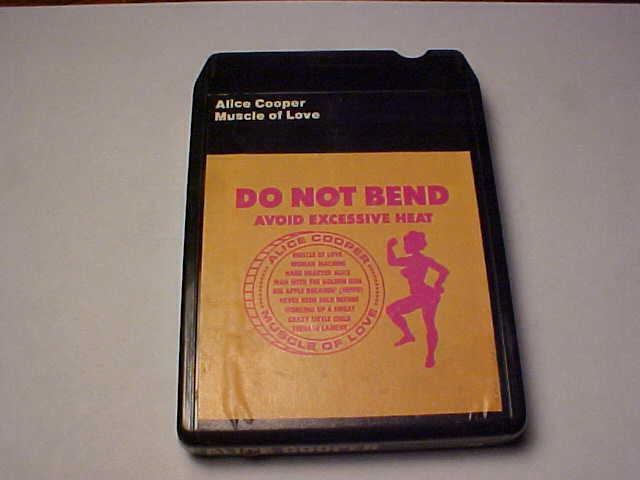 Alice Cooper
Muscle of Love
DO NOT BEND
AVOID EXCESSIVE HEAT
ALICE COOPER
MUSCLE OF LOVE
WOMAN MACHINE
HARD HEARTED ALICE
MAN WITH THE GOLDEN GUN
BIG APPLE DREAMIN' (HIPPO)
NEVER BEEN SOLD BEFORE
WORKING UP A SWEAT
CRAZY LITTLE CHILD
TEENAGE LAMENT
MUSCLE OF LOVE
ALICE COOPER